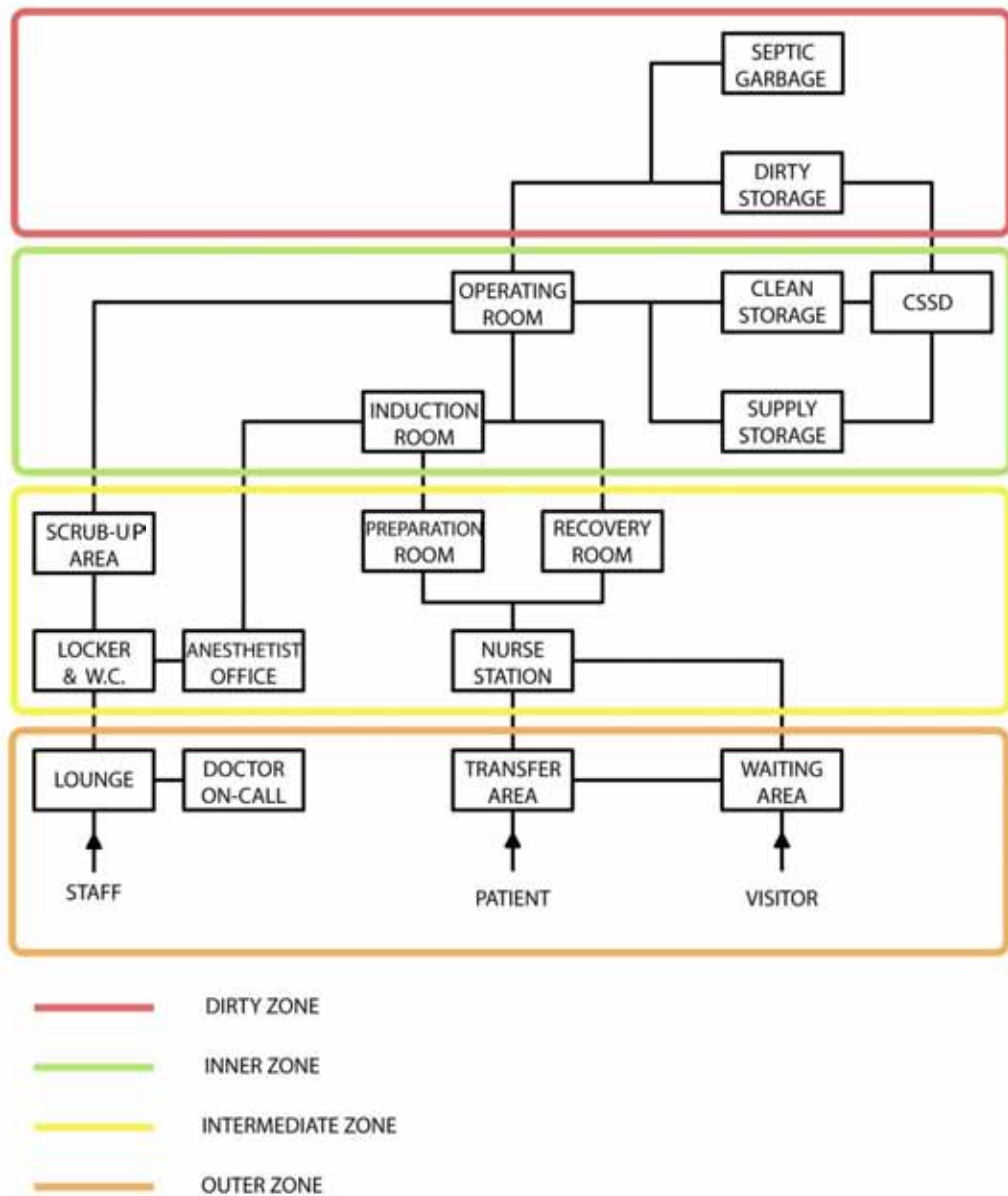 SEPTIC
GARBAGE
DIRTY
STORAGE
OPERATING
ROOM
CLEAN
STORAGE
CSSD
INDUCTION
ROOM
SUPPLY
STORAGE
SCRUB-UP
AREA
PREPARATION
ROOM
RECOVERY
ROOM
LOCKER
& W.C.
ANESTHETIST
OFFICE
NURSE
STATION
LOUNGE
DOCTOR
ON-CALL
TRANSFER
AREA
WAITING
AREA
STAFF
PATIENT
VISITOR
DIRTY ZONE
INNER ZONE
INTERMEDIATE ZONE
OUTER ZONE